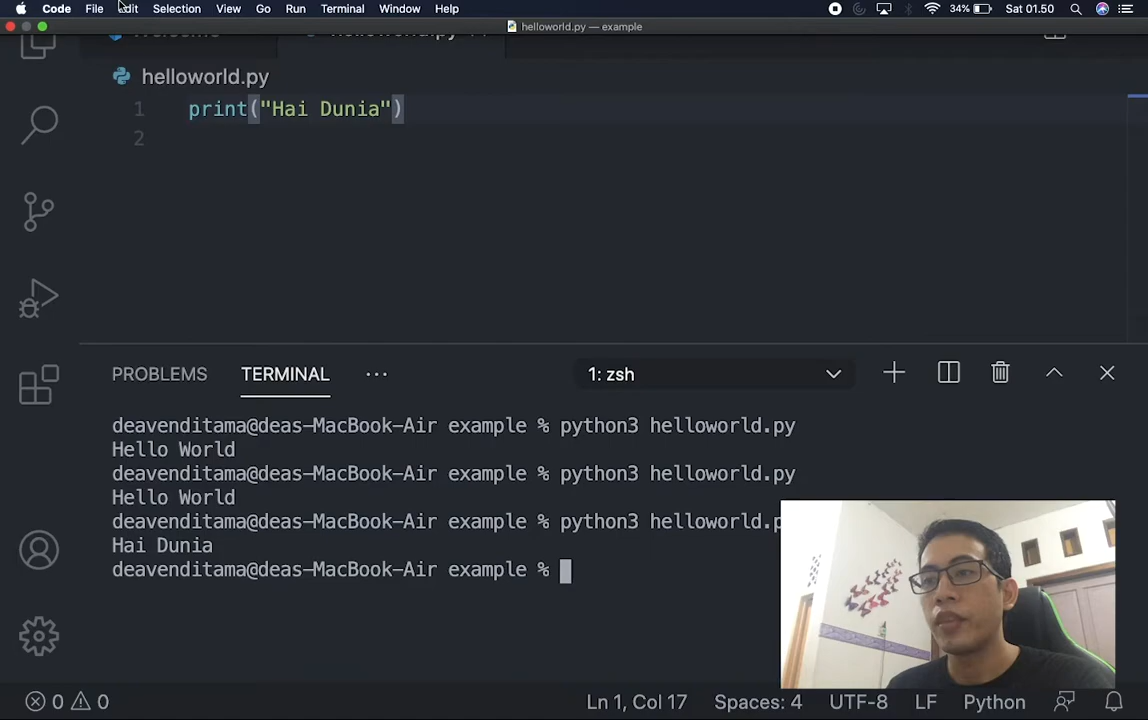 Code File Edit Selection View Go Run Terminal Window Help 34% Sat 01.50
helloworld.py — example
helloworld.py
1 print("Hai Dunia")
2
PROBLEMS TERMINAL ··· 1: zsh
deavenditama@deas-MacBook-Air example % python3 helloworld.py
Hello World
deavenditama@deas-MacBook-Air example % python3 helloworld.py
Hello World
deavenditama@deas-MacBook-Air example % python3 helloworld.p
Hai Dunia
deavenditama@deas-MacBook-Air example %
0 0 Ln 1, Col 17 Spaces: 4 UTF-8 LF Python